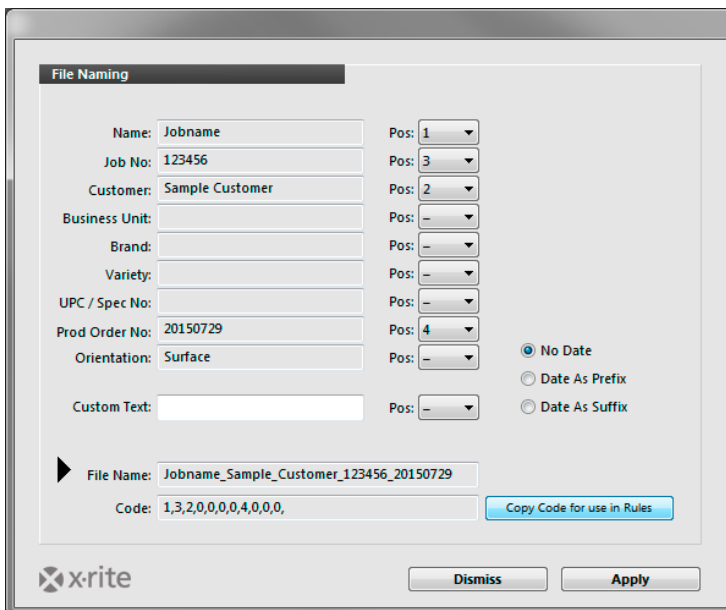 File Naming
Name: Jobname Pos: 1
Job No: 123456 Pos: 3
Customer: Sample Customer Pos: 2
Business Unit: Pos: –
Brand: Pos: –
Variety: Pos: –
UPC / Spec No: Pos: –
Prod Order No: 20150729 Pos: 4
Orientation: Surface Pos: –
No Date
Date As Prefix
Custom Text: Pos: – Date As Suffix
File Name: Jobname_Sample_Customer_123456_20150729
Code: 1,3,2,0,0,0,0,4,0,0,0, Copy Code for use in Rules
x·rite Dismiss Apply